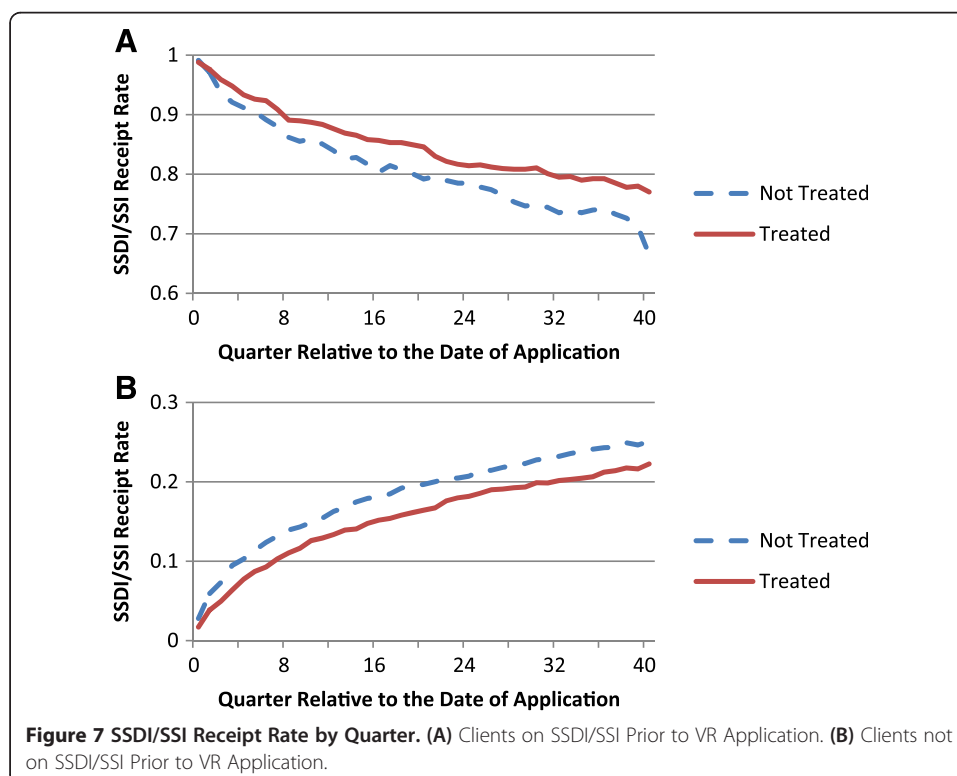 A
1
0.9
0.8
0.7
0.6
SSDI/SSI Receipt Rate
0 8 16 24 32 40
Quarter Relative to the Date of Application
Not Treated
Treated
B
0.3
0.2
0.1
0
SSDI/SSI Receipt Rate
0 8 16 24 32 40
Quarter Relative to the Date of Application
Not Treated
Treated
Figure 7 SSDI/SSI Receipt Rate by Quarter. (A) Clients on SSDI/SSI Prior to VR Application. (B) Clients not
on SSDI/SSI Prior to VR Application.